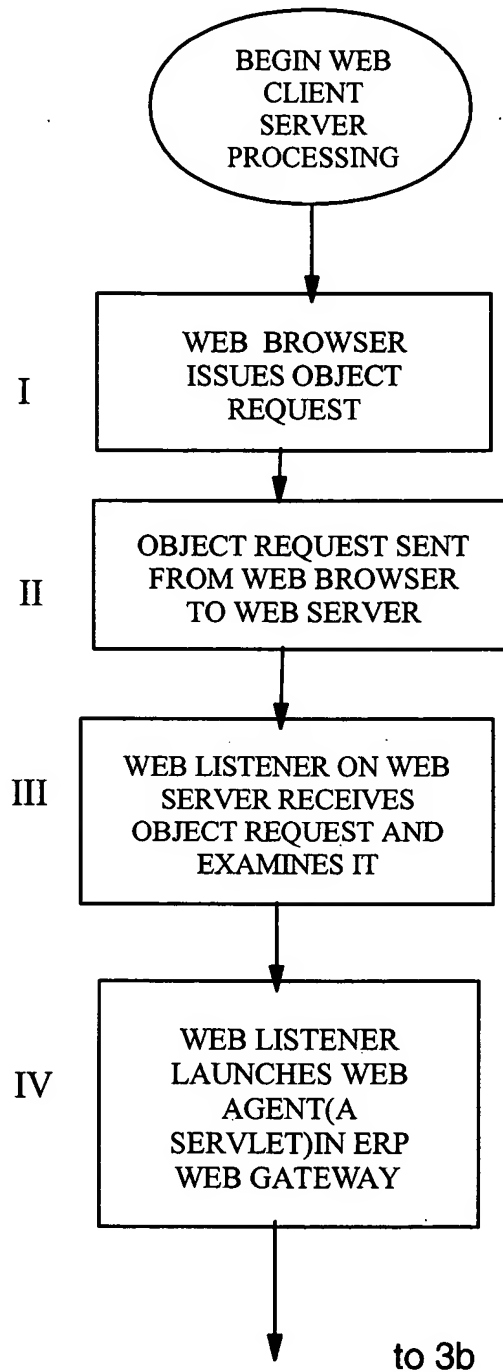 BEGIN WEB
CLIENT
SERVER
PROCESSING
I
WEB BROWSER
ISSUES OBJECT
REQUEST
II
OBJECT REQUEST SENT
FROM WEB BROWSER
TO WEB SERVER
III
WEB LISTENER ON WEB
SERVER RECEIVES
OBJECT REQUEST AND
EXAMINES IT
IV
WEB LISTENER
LAUNCHES WEB
AGENT(A
SERVLET)IN ERP
WEB GATEWAY
to 3b